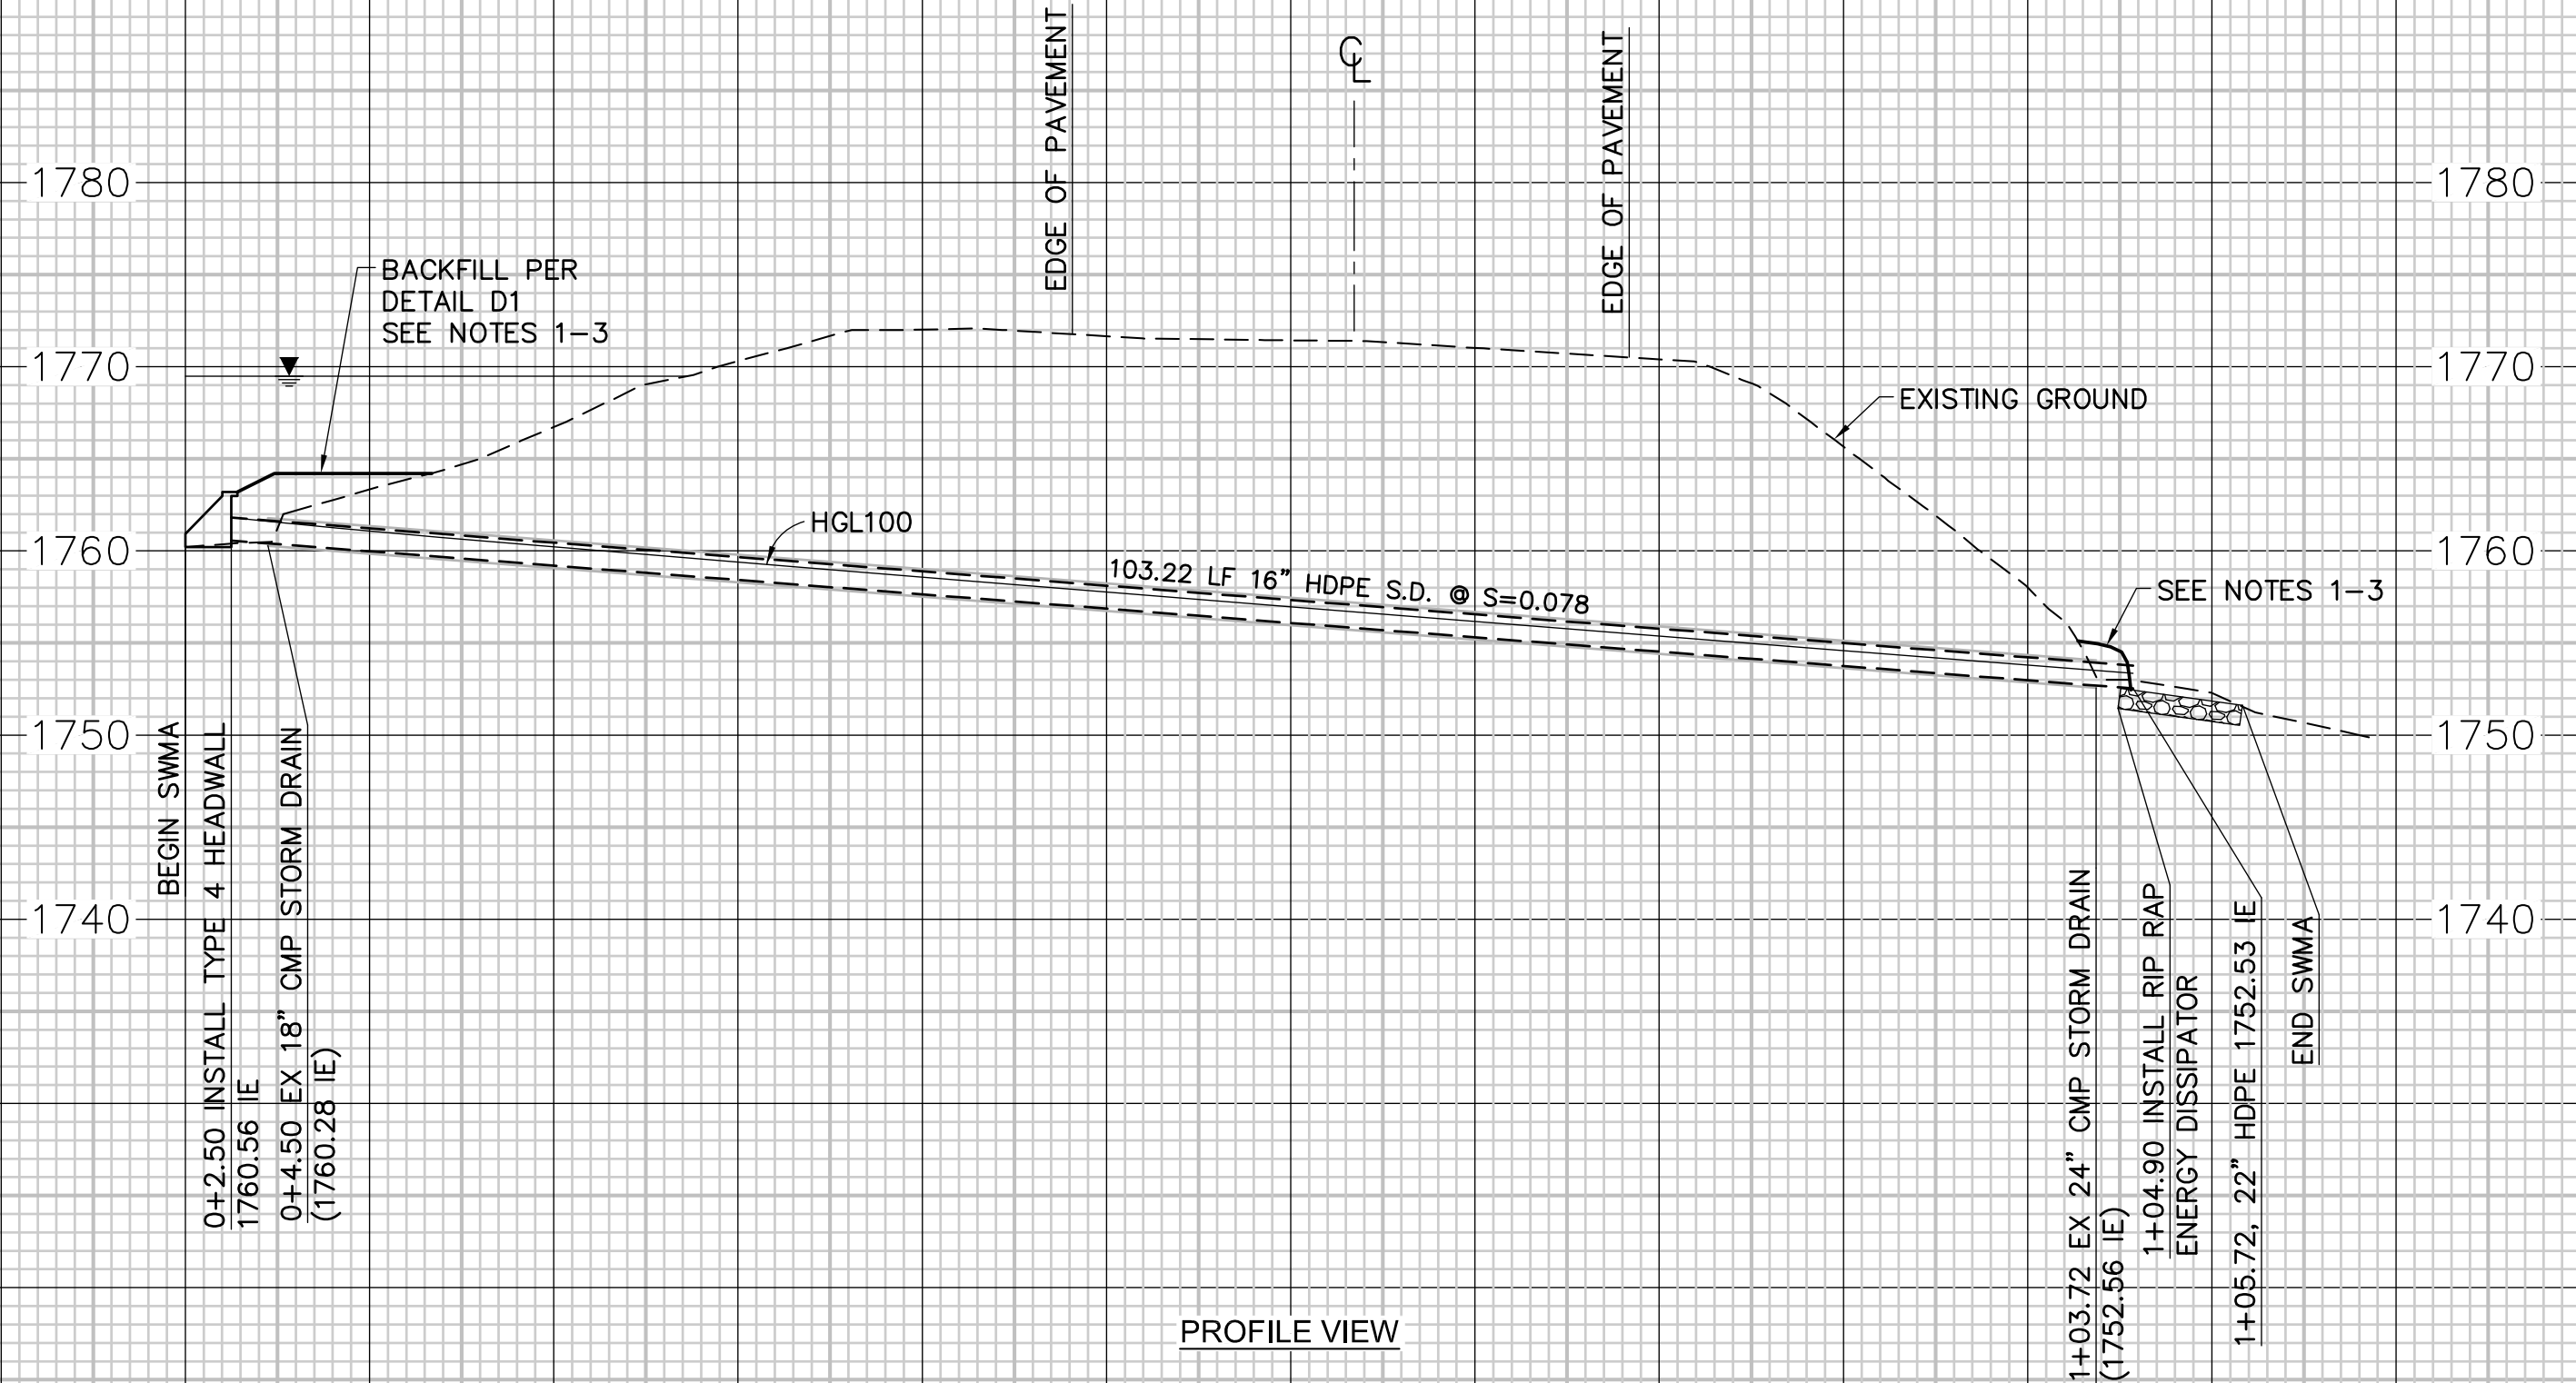 EDGE OF PAVEMENT
℄
EDGE OF PAVEMENT
1780
1780
BACKFILL PER
DETAIL D1
SEE NOTES 1-3
1770
1770
EXISTING GROUND
HGL100
1760
1760
103.22 LF 16" HDPE S.D. @ S=0.078
SEE NOTES 1-3
1750
1750
1740
1740
BEGIN SWMA
0+2.50 INSTALL TYPE 4 HEADWALL
1760.56 IE
0+4.50 EX 18" CMP STORM DRAIN
(1760.28 IE)
1+03.72 EX 24" CMP STORM DRAIN
(1752.56 IE)
1+04.90 INSTALL RIP RAP
ENERGY DISSIPATOR
1+05.72, 22" HDPE 1752.53 IE
END SWMA
PROFILE VIEW